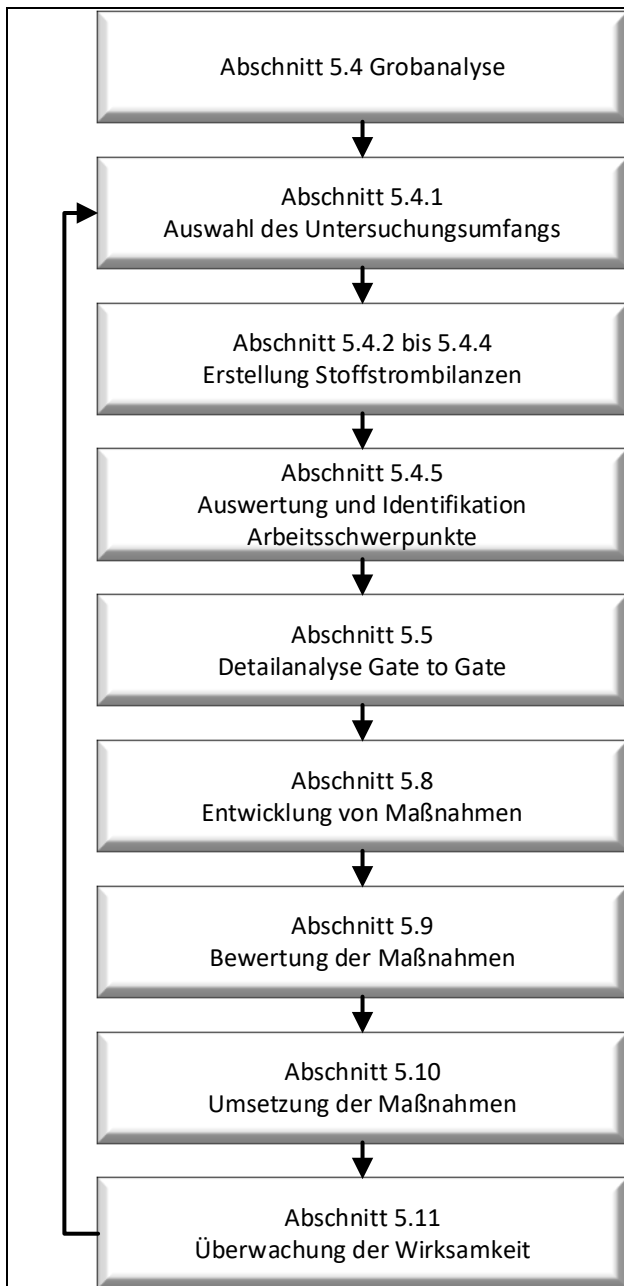 Abschnitt 5.4 Grobanalyse
Abschnitt 5.4.1
Auswahl des Untersuchungsumfangs
Abschnitt 5.4.2 bis 5.4.4
Erstellung Stoffstrombilanzen
Abschnitt 5.4.5
Auswertung und Identifikation
Arbeitsschwerpunkte
Abschnitt 5.5
Detailanalyse Gate to Gate
Abschnitt 5.8
Entwicklung von Maßnahmen
Abschnitt 5.9
Bewertung der Maßnahmen
Abschnitt 5.10
Umsetzung der Maßnahmen
Abschnitt 5.11
Überwachung der Wirksamkeit